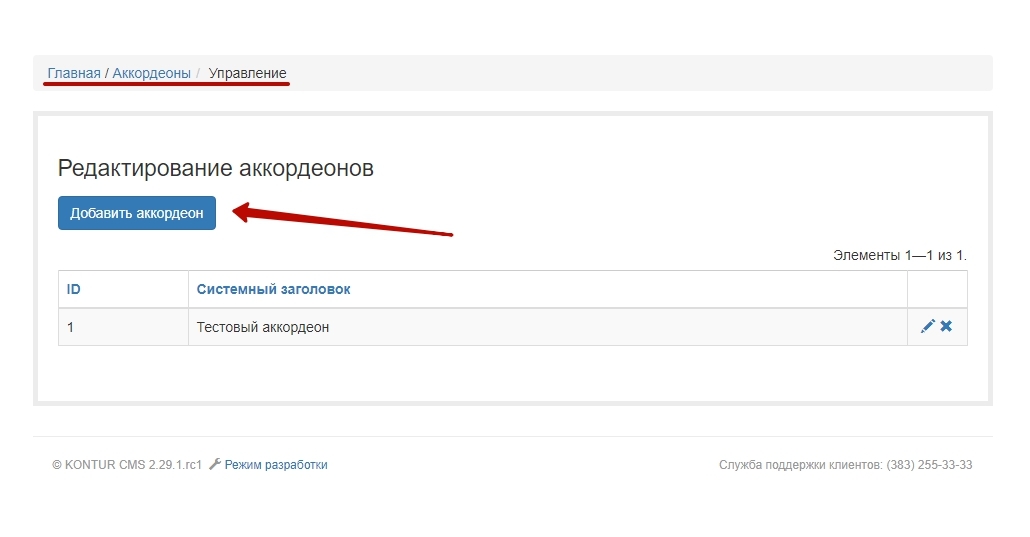 Главная / Аккордеоны / Управление
Редактирование аккордеонов
Добавить аккордеон
Элементы 1—1 из 1.
ID Системный заголовок
1 Тестовый аккордеон
© KONTUR CMS 2.29.1.rc1 Режим разработки Служба поддержки клиентов: (383) 255-33-33